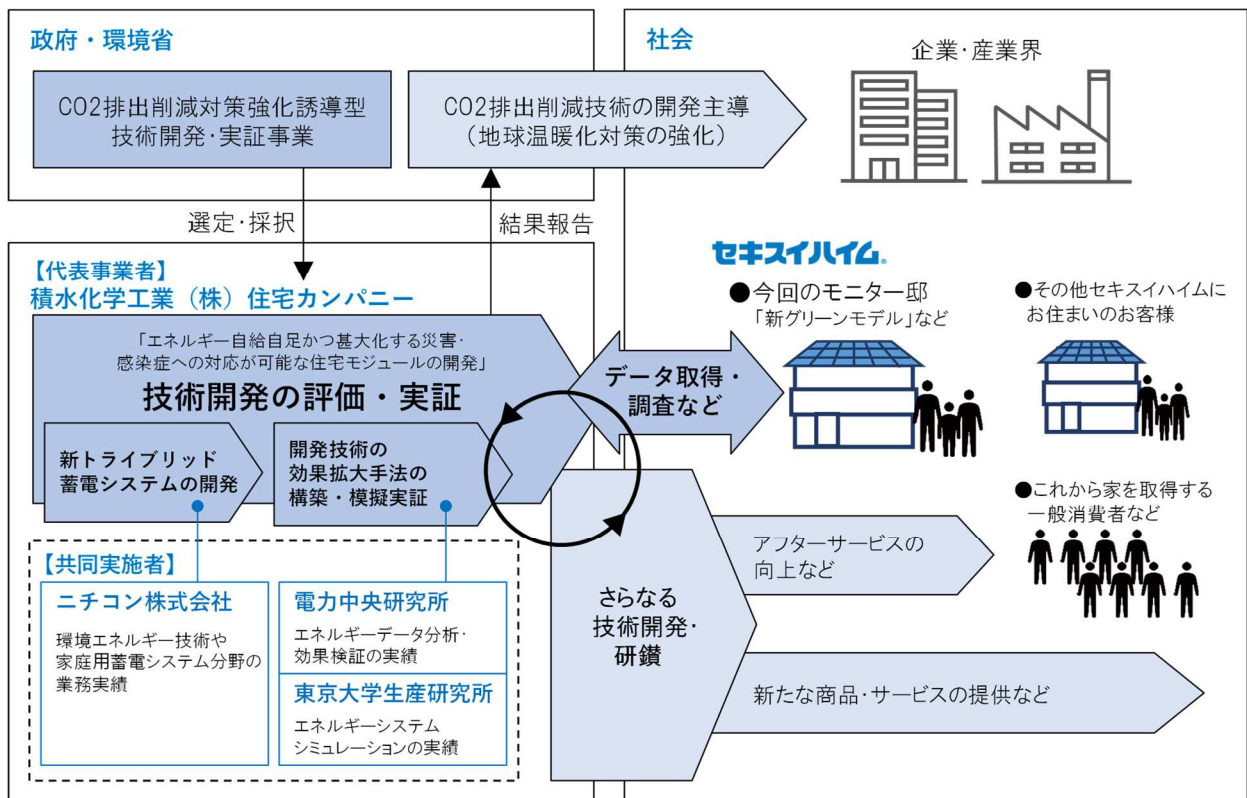 政府・環境省
CO2排出削減対策強化誘導型
技術開発・実証事業
CO2排出削減技術の開発主導
（地球温暖化対策の強化）
社会
企業・産業界
選定・採択
結果報告
【代表事業者】
積水化学工業（株）住宅カンパニー
「エネルギー自給自足かつ甚大化する災害・
感染症への対応が可能な住宅モジュールの開発」
技術開発の評価・実証
新トライブリッド
蓄電システムの開発
開発技術の
効果拡大手法の
構築・模擬実証
データ取得・
調査など
セキスイハイム®
●今回のモニター邸
「新グリーンモデル」など
●その他セキスイハイムに
お住まいのお客様
●これから家を取得する
一般消費者など
【共同実施者】
ニチコン株式会社
環境エネルギー技術や
家庭用蓄電システム分野の
業務実績
電力中央研究所
エネルギーデータ分析・
効果検証の実績
東京大学生産研究所
エネルギーシステム
シミュレーションの実績
さらなる
技術開発・
研鑽
アフターサービスの
向上など
新たな商品・サービスの提供など